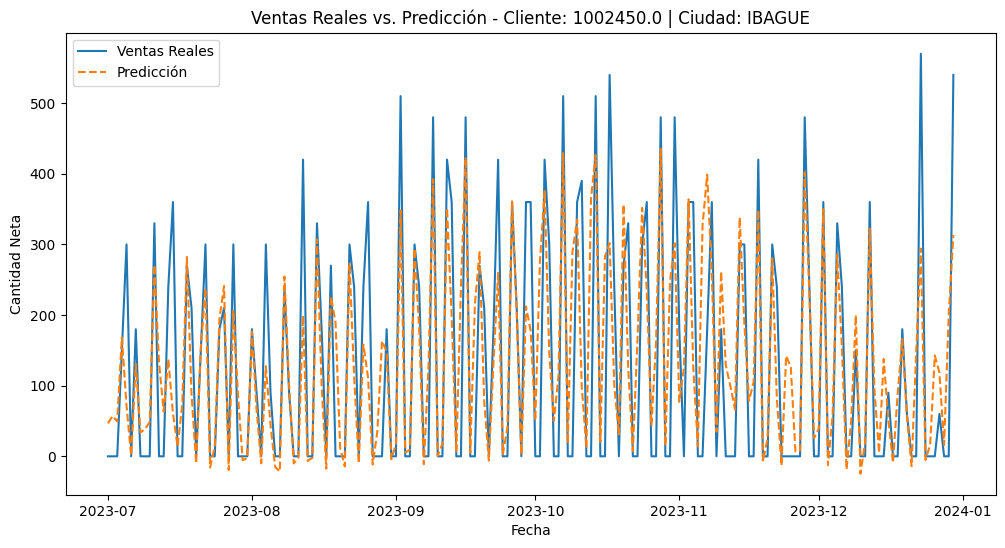 Ventas Reales vs. Predicción - Cliente: 1002450.0 | Ciudad: IBAGUE
Ventas Reales
Predicción
Cantidad Neta
500
400
300
200
100
0
2023-07
2023-08
2023-09
2023-10
2023-11
2023-12
2024-01
Fecha